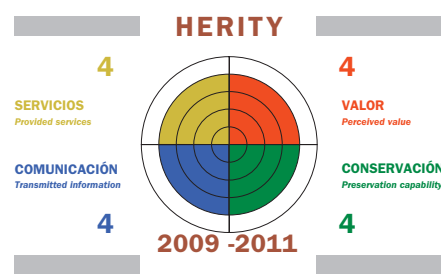 HERITY
4
4
SERVICIOS
Provided services
VALOR
Perceived value
COMUNICACIÓN
Transmitted information
CONSERVACIÓN
Preservation capability
4
4
2009 -2011